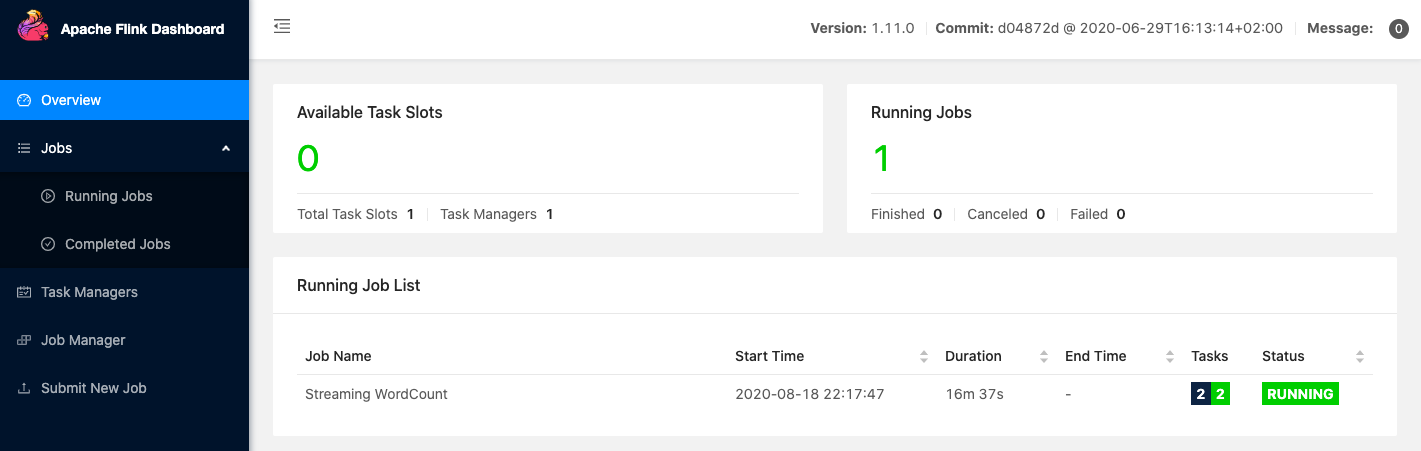 Apache Flink Dashboard
Version: 1.11.0 Commit: d04872d @ 2020-06-29T16:13:14+02:00 Message: 0
Overview
Jobs
Running Jobs
Completed Jobs
Task Managers
Job Manager
Submit New Job
Available Task Slots
0
Total Task Slots 1 Task Managers 1
Running Jobs
1
Finished 0 Canceled 0 Failed 0
Running Job List
Job Name Start Time Duration End Time Tasks Status
Streaming WordCount 2020-08-18 22:17:47 16m 37s - 2 2 RUNNING